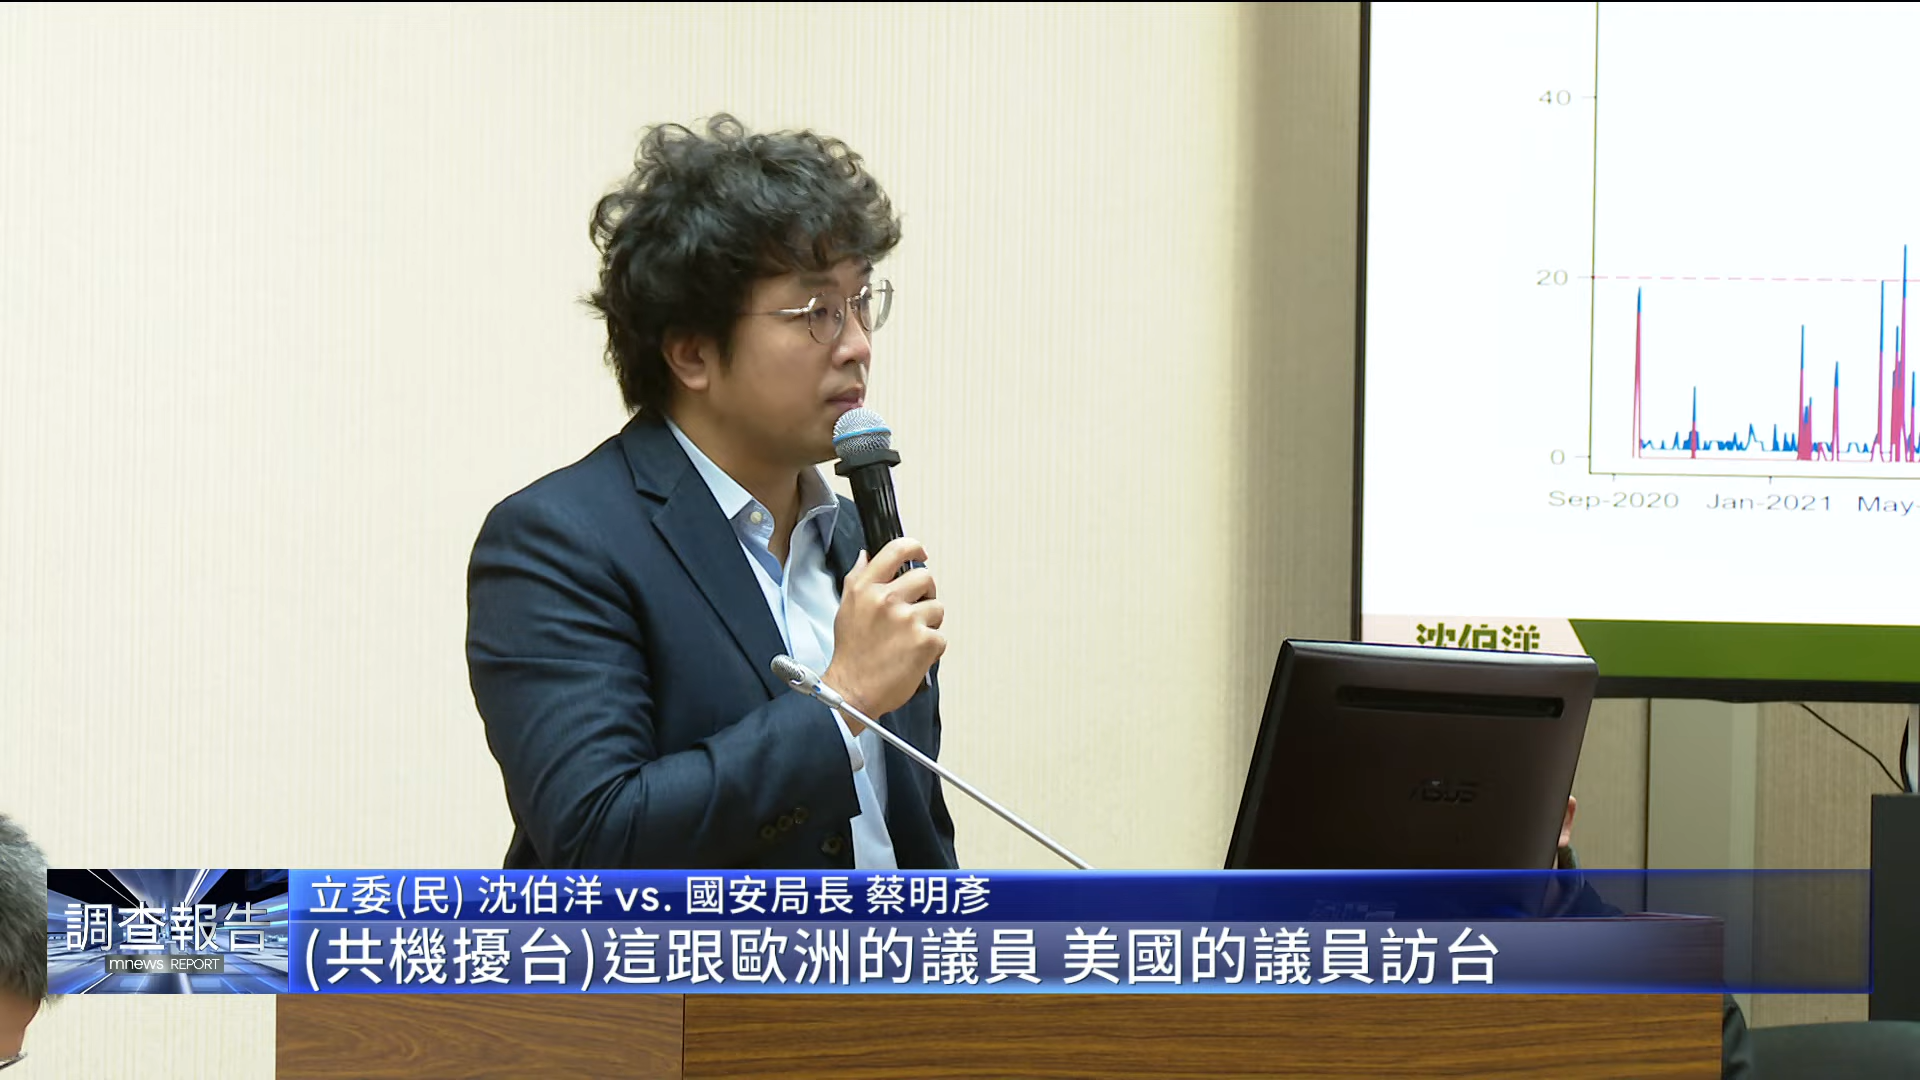 40
20
0
Sep-2020 Jan-2021 May-
沈伯洋
ASUS
調查報告
mnews REPORT
立委(民) 沈伯洋 vs. 國安局長 蔡明彥
(共機擾台)這跟歐洲的議員 美國的議員訪台